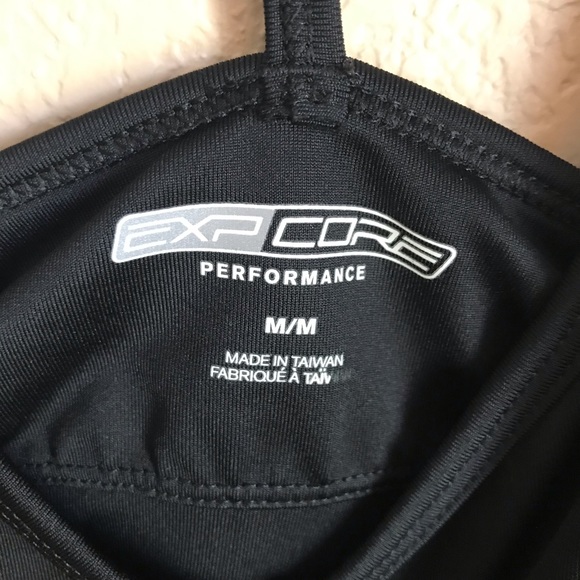 EXP CORE
PERFORMANCE
M/M
MADE IN TAIWAN
FABRIQUÉ À